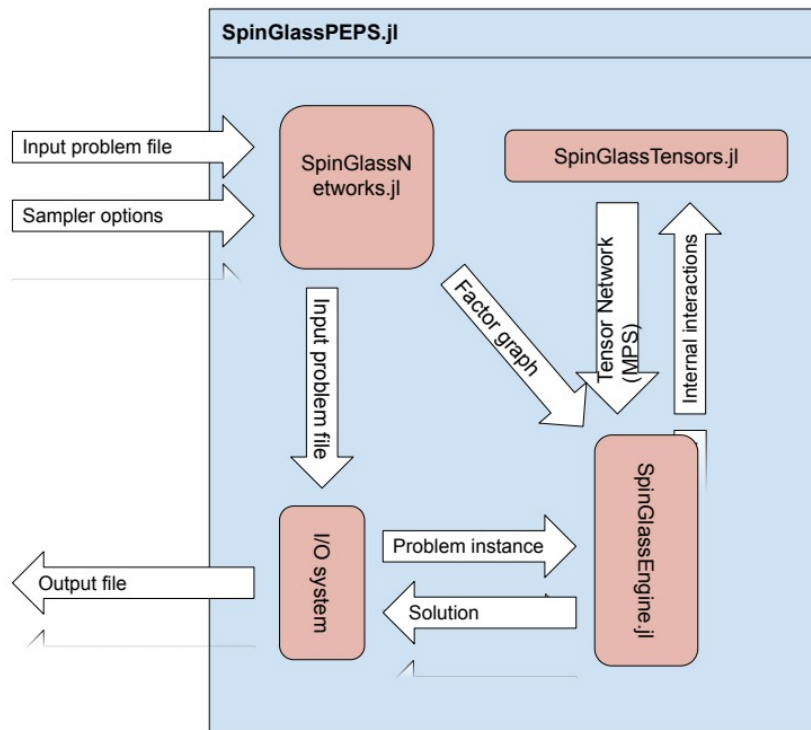 SpinGlassPEPS.jl
Input problem file
SpinGlassN
etworks.jl
SpinGlassTensors.jl
Sampler options
Input problem file
Factor graph
Tensor Network
(MPS)
Internal interactions
I/O system
Problem instance
SpinGlassEngine.jl
Output file
Solution